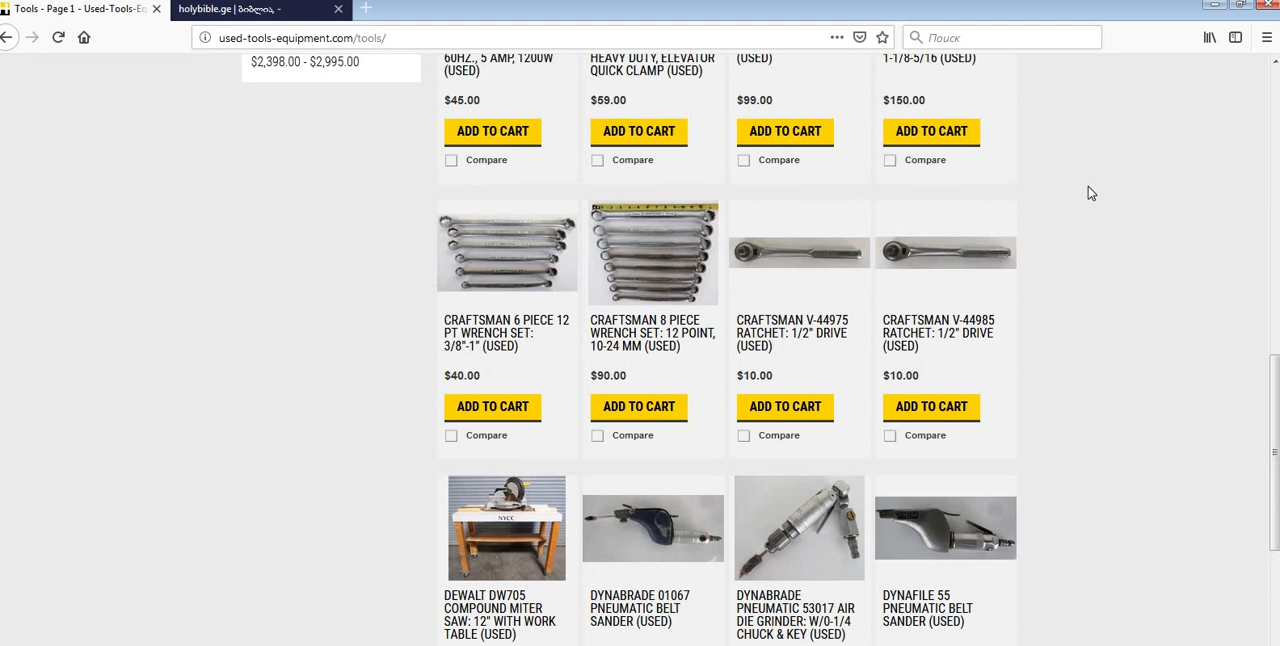 Tools - Page 1 - Used-Tools-Eq
holybible.ge | ბიბლია, -
used-tools-equipment.com/tools/
Поиск
$2,398.00 - $2,995.00
60HZ., 5 AMP, 1200W
(USED)
$45.00
ADD TO CART
Compare
HEAVY DUTY, ELEVATOR
QUICK CLAMP (USED)
$59.00
ADD TO CART
Compare
(USED)
$99.00
ADD TO CART
Compare
1-1/8-5/16 (USED)
$150.00
ADD TO CART
Compare
CRAFTSMAN 6 PIECE 12
PT WRENCH SET:
3/8"-1" (USED)
$40.00
ADD TO CART
Compare
CRAFTSMAN 8 PIECE
WRENCH SET: 12 POINT,
10-24 MM (USED)
$90.00
ADD TO CART
Compare
CRAFTSMAN V-44975
RATCHET: 1/2" DRIVE
(USED)
$10.00
ADD TO CART
Compare
CRAFTSMAN V-44985
RATCHET: 1/2" DRIVE
(USED)
$10.00
ADD TO CART
Compare
NYCC
DEWALT DW705
COMPOUND MITER
SAW: 12" WITH WORK
TABLE (USED)
DYNABRADE 01067
PNEUMATIC BELT
SANDER (USED)
DYNABRADE
PNEUMATIC 53017 AIR
DIE GRINDER: W/0-1/4
CHUCK & KEY (USED)
DYNAFILE 55
PNEUMATIC BELT
SANDER (USED)